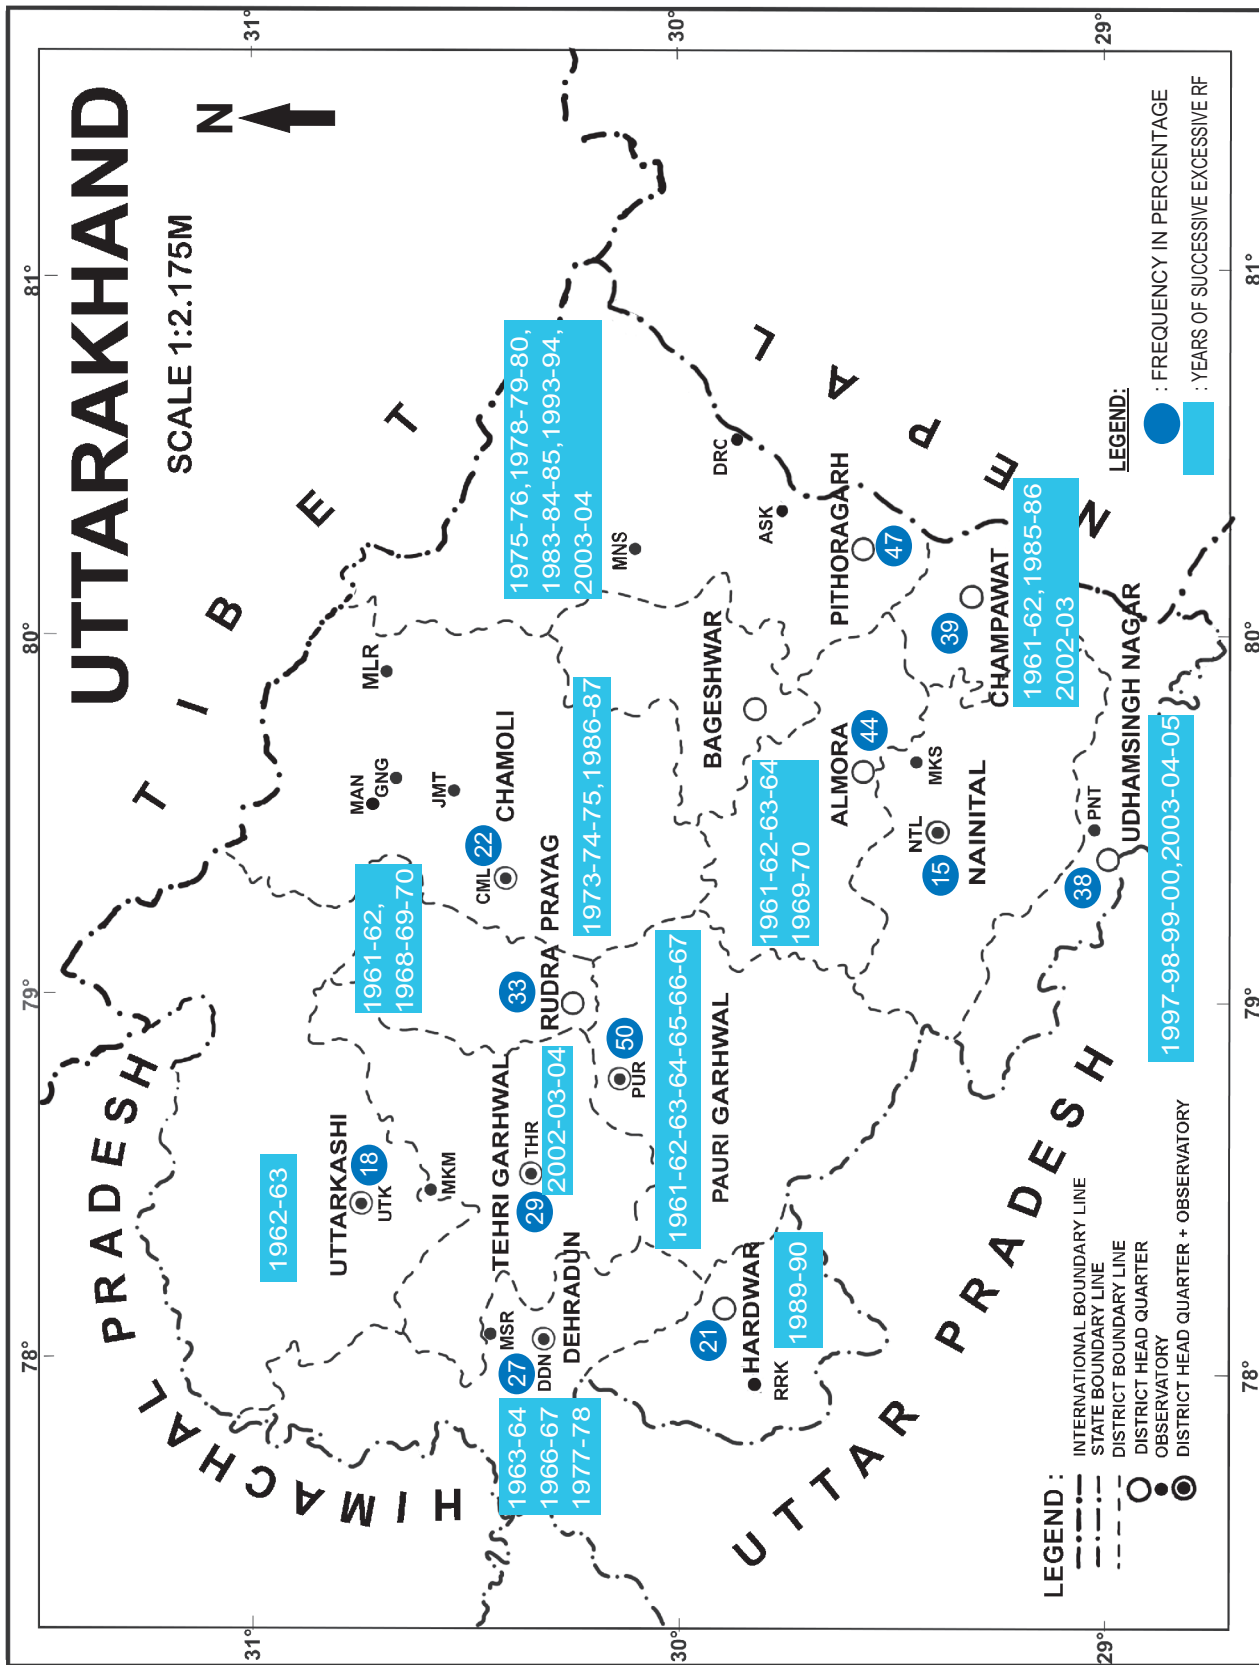 UTTARAKHAND
SCALE 1:2.175M
N
78°
79°
80°
81°
31°
31°
30°
30°
29°
29°
78°
79°
80°
81°
HIMACHAL PRADESH
TIBET
NEPAL
UTTAR PRADESH
1962-63
UTTARKASHI
18
UTK
MKM
1961-62,
1968-69-70
MAN
GNG
MLR
JMT
22
CML
CHAMOLI
1973-74-75,1986-87
33
RUDRA PRAYAG
TEHRI GARHWAL
29
THR
2002-03-04
MSR
27
DDN
DEHRADUN
1963-64
1966-67
1977-78
50
PUR
1961-62-63-64-65-66-67
PAURI GARHWAL
21
HARDWAR
RRK
1989-90
1975-76,1978-79-80,
1983-84-85,1993-94,
2003-04
MNS
DRC
ASK
PITHORAGARH
47
BAGESHWAR
1961-62-63-64
1969-70
ALMORA
44
MKS
NTL
15
NAINITAL
39
CHAMPAWAT
1961-62,1985-86
2002-03
PNT
38
UDHAMSINGH NAGAR
1997-98-99-00,2003-04-05
LEGEND :
INTERNATIONAL BOUNDARY LINE
STATE BOUNDARY LINE
DISTRICT BOUNDARY LINE
DISTRICT HEAD QUARTER
OBSERVATORY
DISTRICT HEAD QUARTER + OBSERVATORY
LEGEND:
: FREQUENCY IN PERCENTAGE
: YEARS OF SUCCESSIVE EXCESSIVE RF